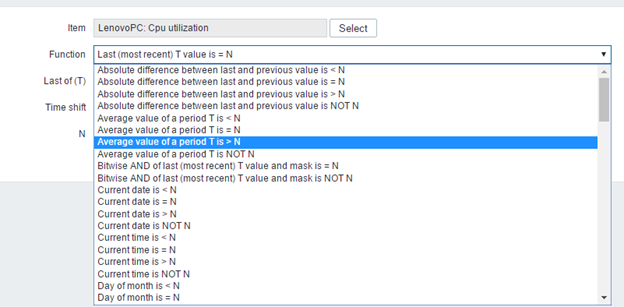 Item LenovoPC: Cpu utilization Select
Function Last (most recent) T value is = N
Absolute difference between last and previous value is < N
Last of (T) Absolute difference between last and previous value is = N
Absolute difference between last and previous value is > N
Time shift Absolute difference between last and previous value is NOT N
Average value of a period T is < N
N Average value of a period T is = N
Average value of a period T is > N
Average value of a period T is NOT N
Bitwise AND of last (most recent) T value and mask is = N
Bitwise AND of last (most recent) T value and mask is NOT N
Current date is < N
Current date is = N
Current date is > N
Current date is NOT N
Current time is < N
Current time is = N
Current time is > N
Current time is NOT N
Day of month is < N
Day of month is = N